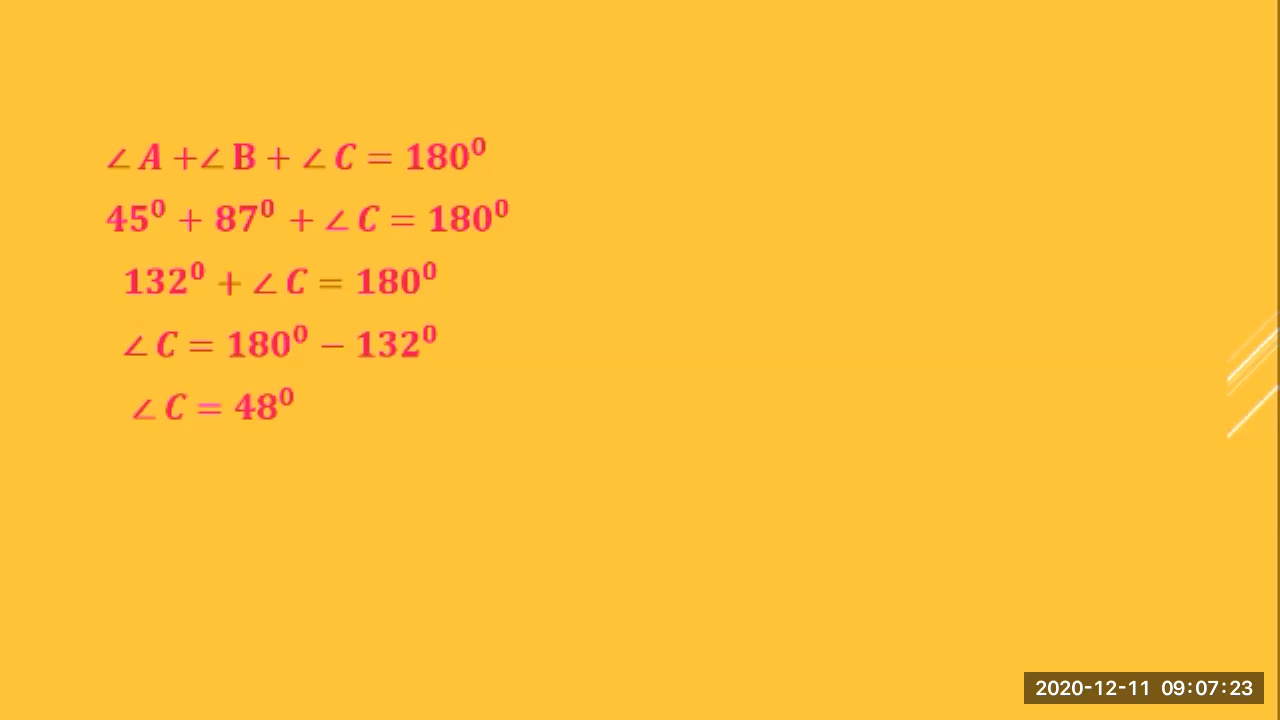 ∠A +∠B + ∠C = 180⁰
45⁰ + 87⁰ + ∠C = 180⁰
132⁰ + ∠C = 180⁰
∠C = 180⁰ − 132⁰
∠C = 48⁰
2020-12-11 09:07:23